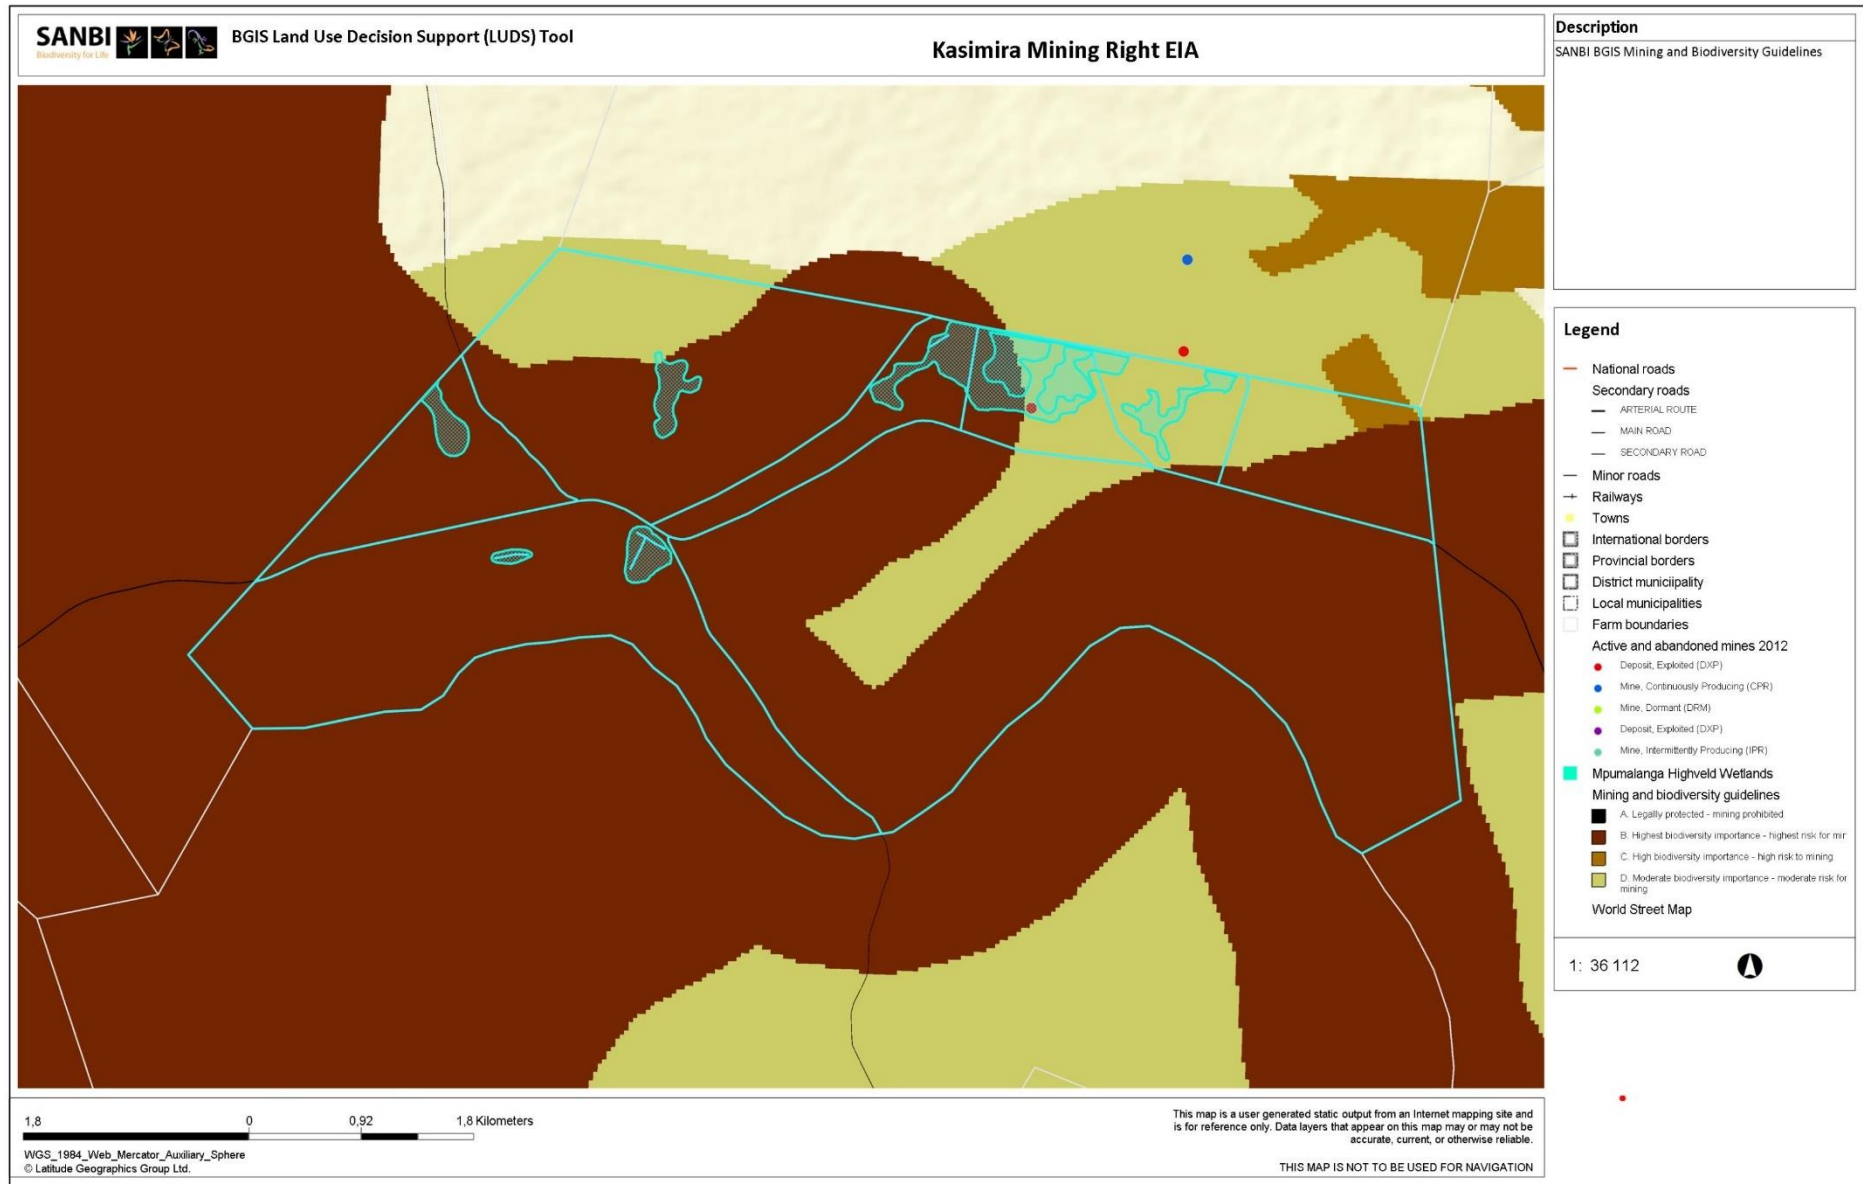 SANBI
Biodiversity for Life
BGIS Land Use Decision Support (LUDS) Tool
Kasimira Mining Right EIA
Description
SANBI BGIS Mining and Biodiversity Guidelines
Legend
National roads
Secondary roads
ARTERIAL ROUTE
MAIN ROAD
SECONDARY ROAD
Minor roads
Railways
Towns
International borders
Provincial borders
District municiipality
Local municipalities
Farm boundaries
Active and abandoned mines 2012
Deposit, Exploited (DXP)
Mine, Continuously Producing (CPR)
Mine, Dormant (DRM)
Deposit, Exploited (DXP)
Mine, Intermittently Producing (IPR)
Mpumalanga Highveld Wetlands
Mining and biodiversity guidelines
A. Legally protected - mining prohibited
B. Highest biodiversity importance - highest risk for mir
C. High biodiversity importance - high risk to mining
D. Moderate biodiversity importance - moderate risk for
mining
World Street Map
1: 36 112
1,8 0 0,92 1,8 Kilometers
WGS_1984_Web_Mercator_Auxiliary_Sphere
© Latitude Geographics Group Ltd.
This map is a user generated static output from an Internet mapping site and
is for reference only. Data layers that appear on this map may or may not be
accurate, current, or otherwise reliable.
THIS MAP IS NOT TO BE USED FOR NAVIGATION